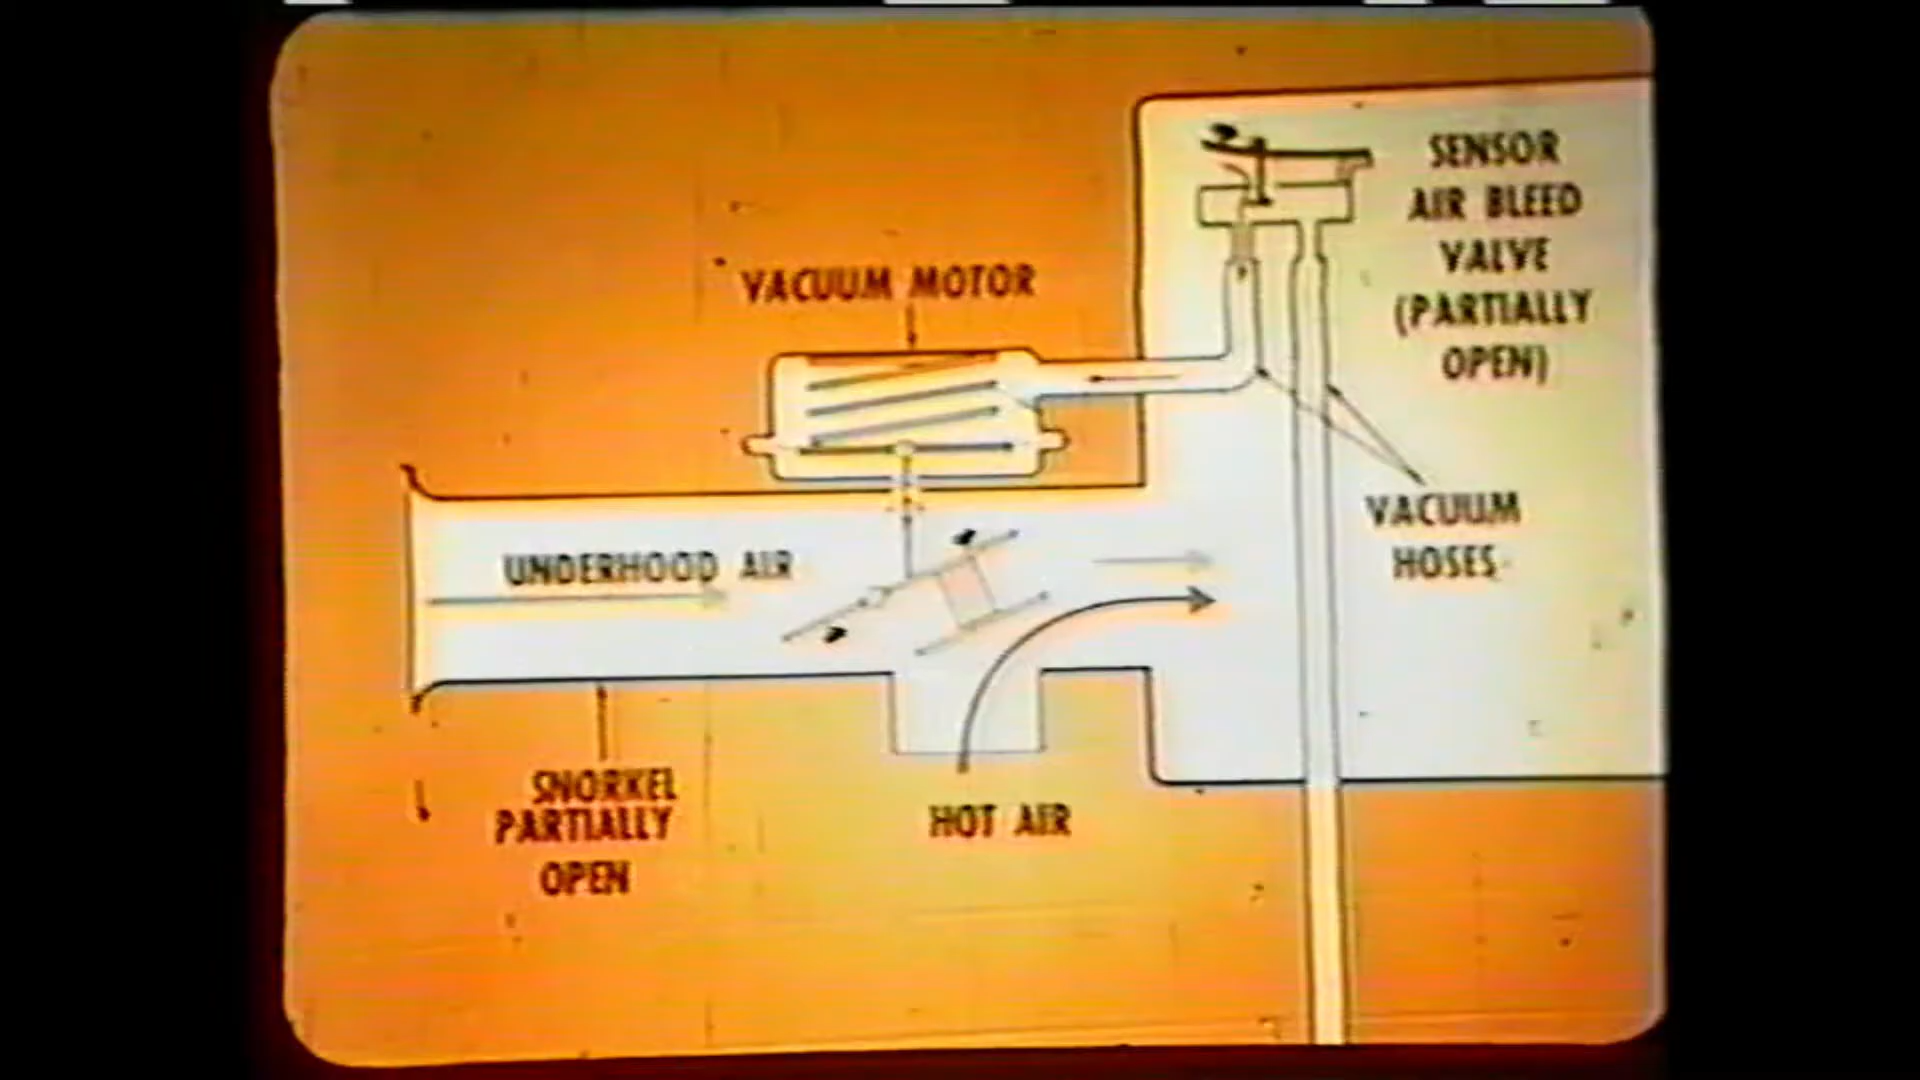 VACUUM MOTOR
SENSOR
AIR BLEED
VALVE
(PARTIALLY
OPEN)
VACUUM
HOSES
UNDERHOOD AIR
SNORKEL
PARTIALLY
OPEN
HOT AIR